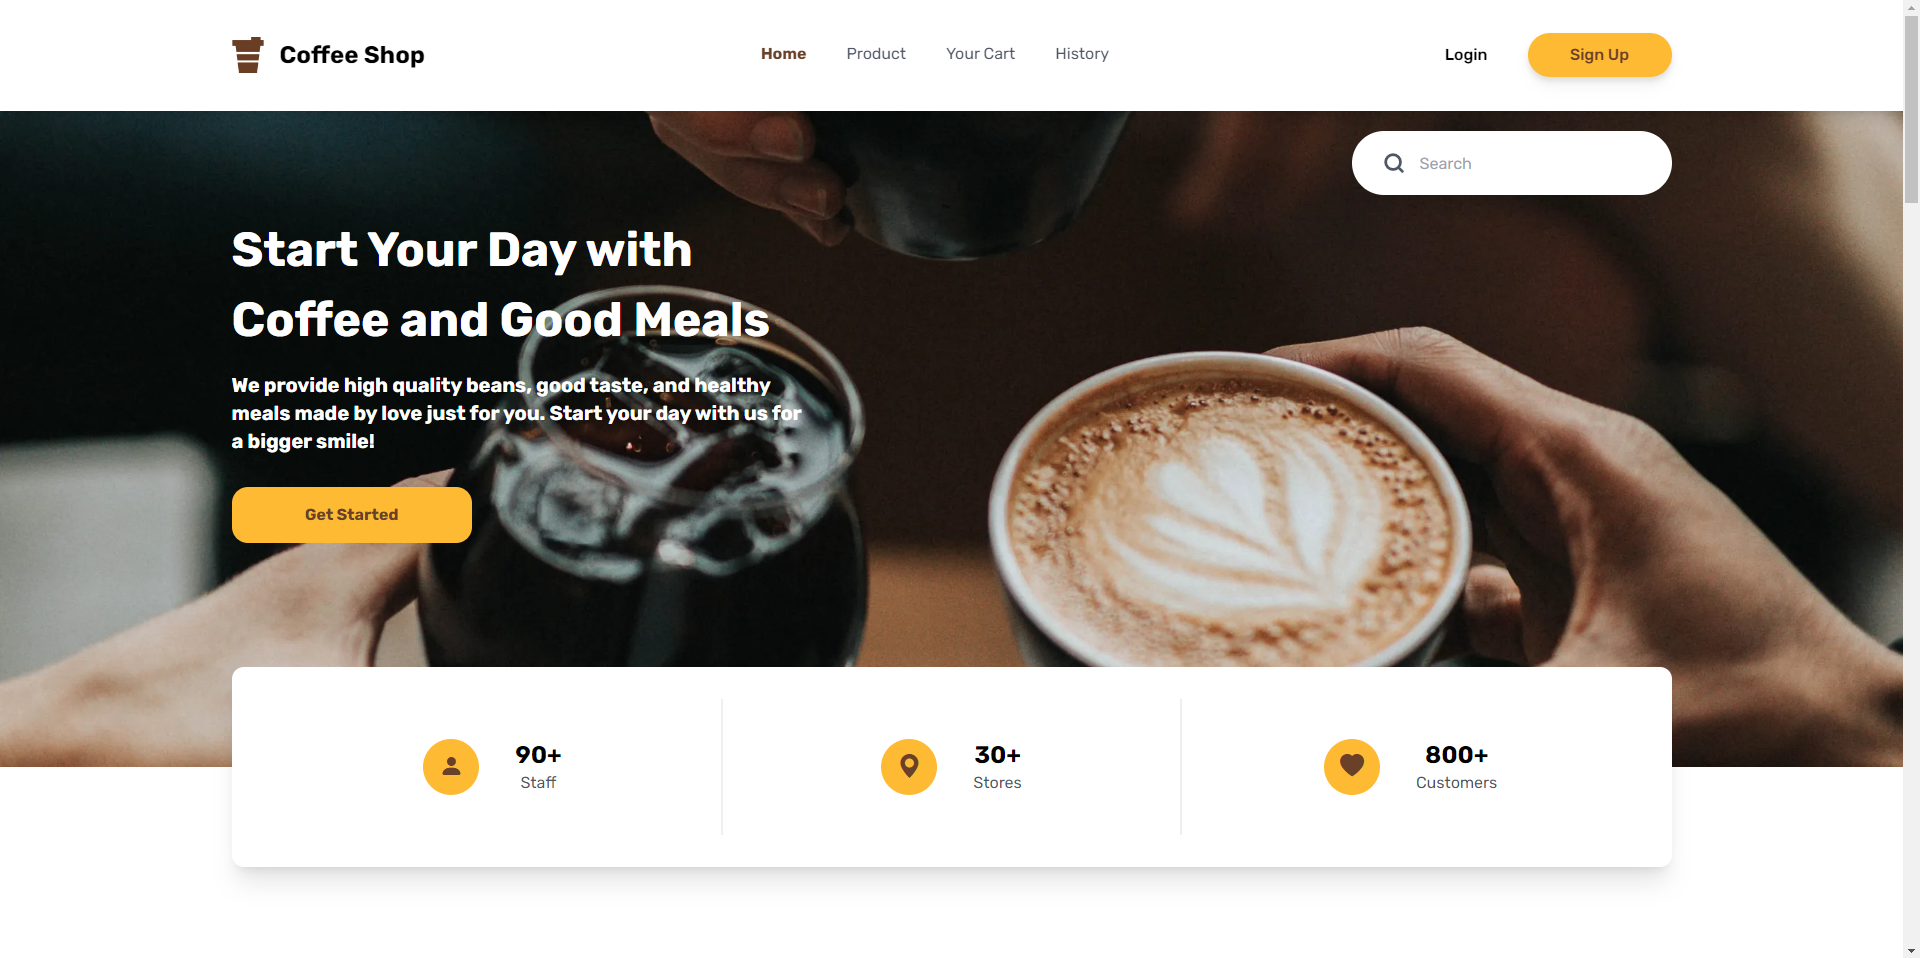 Coffee Shop
Home
Product
Your Cart
History
Login
Sign Up
Search
Start Your Day with
Coffee and Good Meals
We provide high quality beans, good taste, and healthy
meals made by love just for you. Start your day with us for
a bigger smile!
Get Started
90+
Staff
30+
Stores
800+
Customers